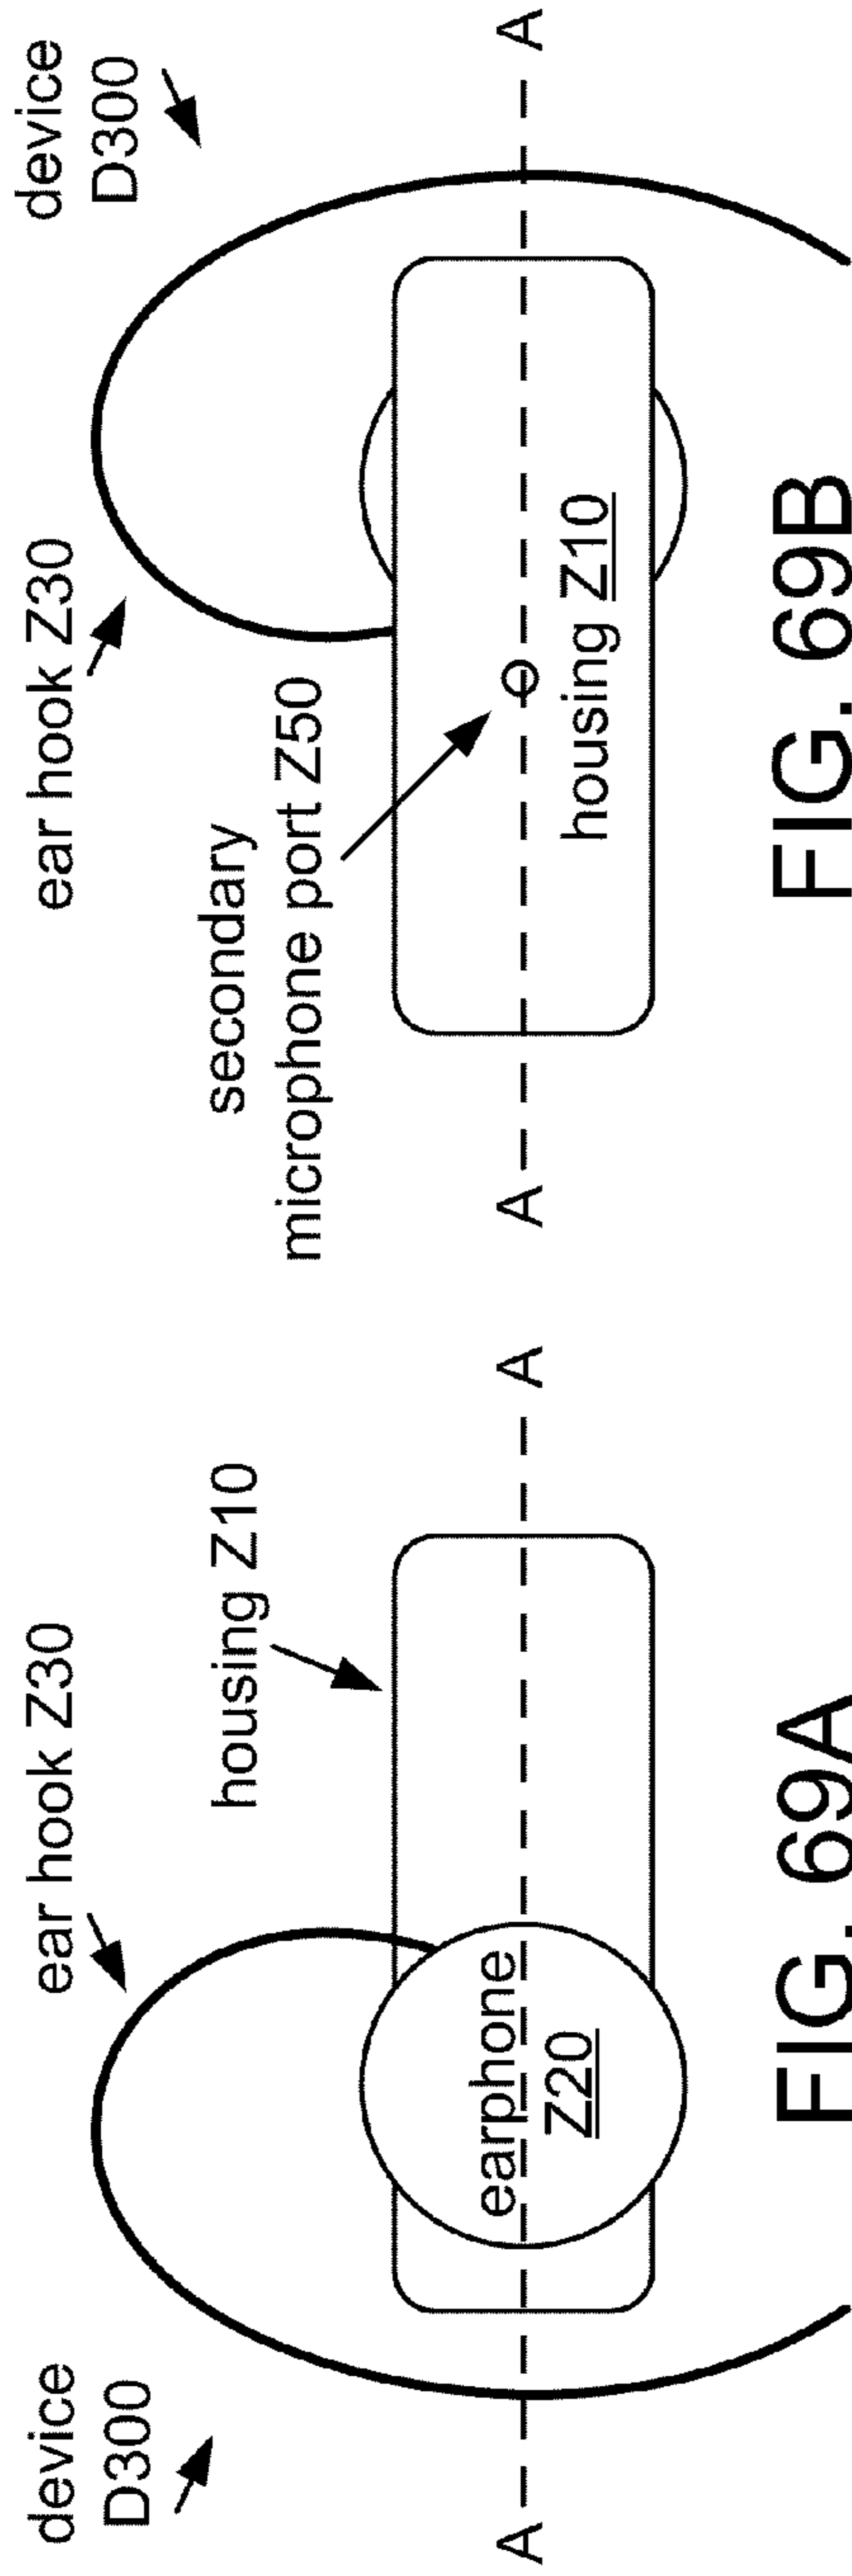 device
D300
ear hook Z30
housing Z10
A
A
earphone
Z20
FIG. 69A
device
D300
ear hook Z30
secondary
microphone port Z50
A
A
housing Z10
FIG. 69B